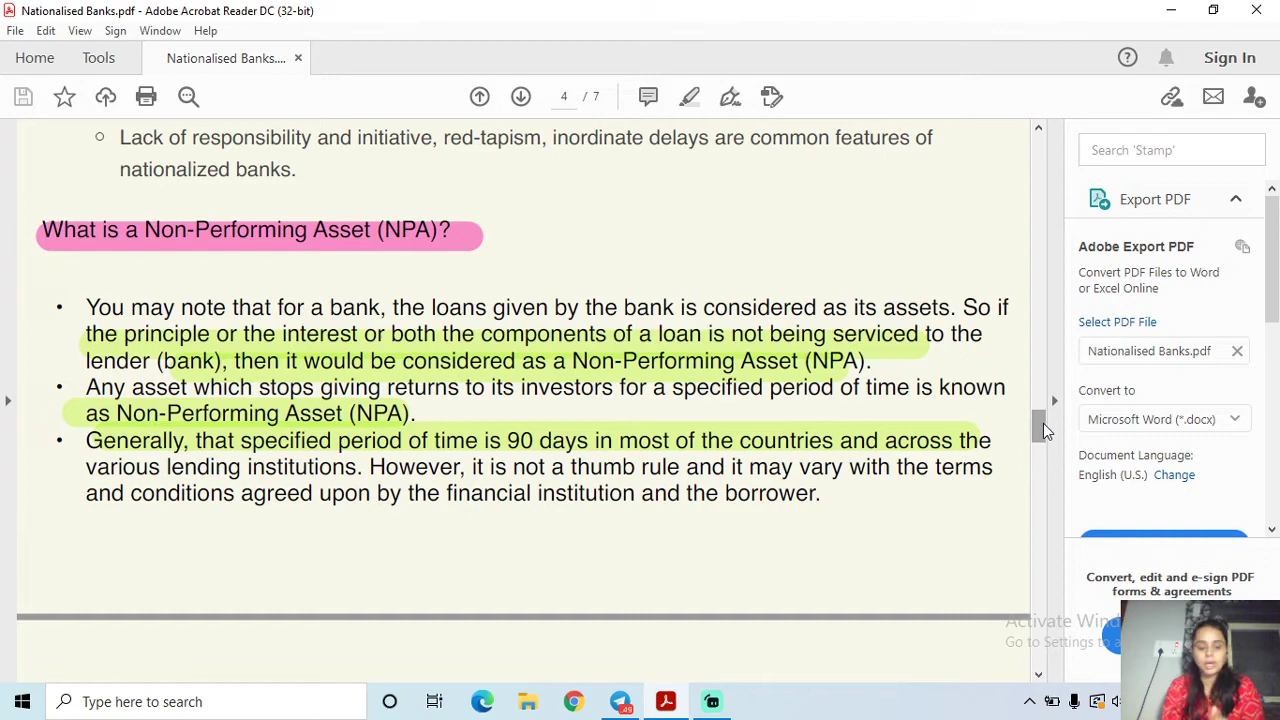 Nationalised Banks.pdf - Adobe Acrobat Reader DC (32-bit)
File Edit View Sign Window Help
Home Tools Nationalised Banks.... × Sign In
4 / 7
Lack of responsibility and initiative, red-tapism, inordinate delays are common features of
nationalized banks.
What is a Non-Performing Asset (NPA)?
• You may note that for a bank, the loans given by the bank is considered as its assets. So if
the principle or the interest or both the components of a loan is not being serviced to the
lender (bank), then it would be considered as a Non-Performing Asset (NPA).
• Any asset which stops giving returns to its investors for a specified period of time is known
as Non-Performing Asset (NPA).
• Generally, that specified period of time is 90 days in most of the countries and across the
various lending institutions. However, it is not a thumb rule and it may vary with the terms
and conditions agreed upon by the financial institution and the borrower.
Search 'Stamp'
Export PDF
Adobe Export PDF
Convert PDF Files to Word
or Excel Online
Select PDF File
Nationalised Banks.pdf
Convert to
Microsoft Word (*.docx)
Document Language:
English (U.S.) Change
Convert, edit and e-sign PDF
forms & agreements
Activate Wind
Go to Settings to a
Type here to search
49